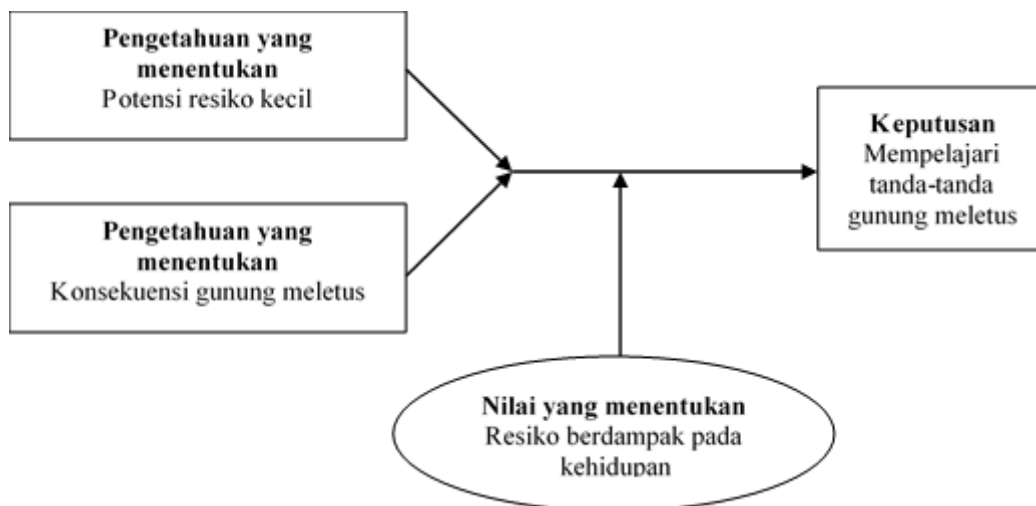 Pengetahuan yang
menentukan
Potensi resiko kecil
Pengetahuan yang
menentukan
Konsekuensi gunung meletus
Keputusan
Mempelajari
tanda-tanda
gunung meletus
Nilai yang menentukan
Resiko berdampak pada
kehidupan